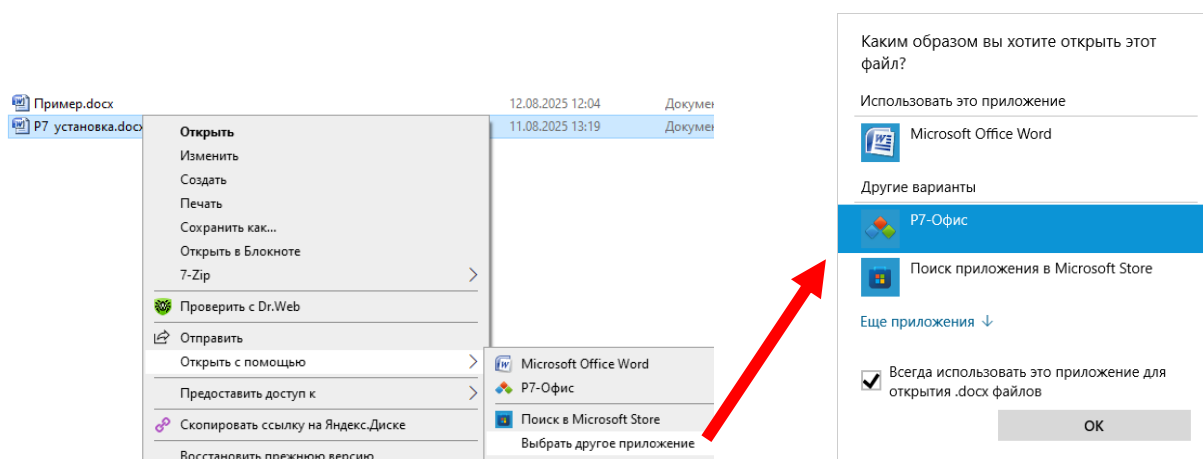 Пример.docx 12.08.2025 12:04 Докумен
Р7 установка.docx 11.08.2025 13:19 Докумен
Открыть
Изменить
Создать
Печать
Сохранить как...
Открыть в Блокноте
7-Zip
Проверить с Dr.Web
Отправить
Открыть с помощью
Предоставить доступ к
Скопировать ссылку на Яндекс.Диске
Восстановить прежнюю версию
Microsoft Office Word
Р7-Офис
Поиск в Microsoft Store
Выбрать другое приложение
Каким образом вы хотите открыть этот
файл?
Использовать это приложение
Microsoft Office Word
Другие варианты
Р7-Офис
Поиск приложения в Microsoft Store
Еще приложения
Всегда использовать это приложение для
открытия .docx файлов
ОК